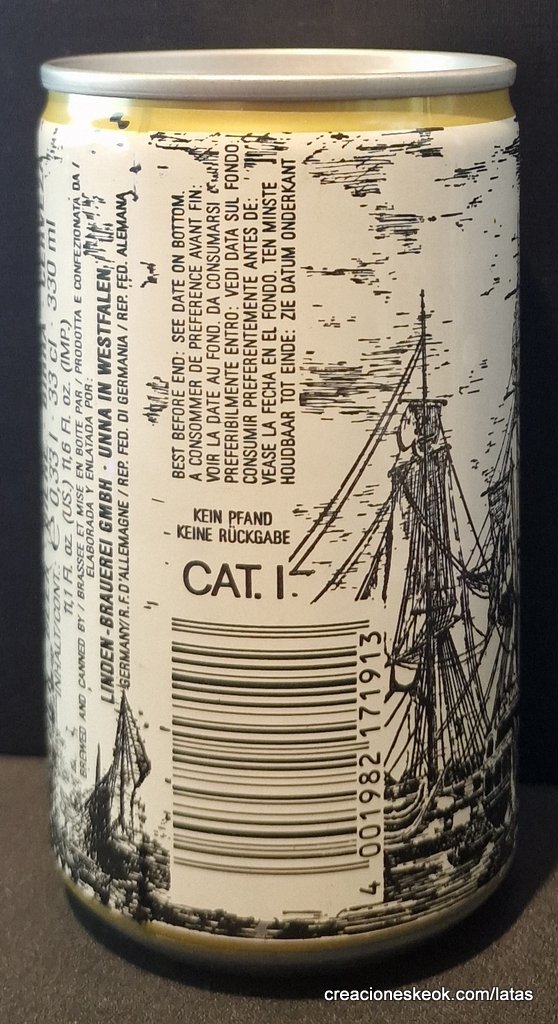 INHALT/CONT.: 0,33 l · 33 cl · 330 ml
11,1 Fl. oz. (US.) 11,6 Fl. oz. (IMP.)
BREWED AND CANNED BY / BRASSÉE ET MISE EN BOÎTE PAR / PRODOTTA E CONFEZIONATA DA /
ELABORADA Y ENLATADA POR:
LINDEN-BRAUEREI GMBH · UNNA IN WESTFALEN
GERMANY/R.F. D'ALLEMAGNE / REP. FED. DI GERMANIA / REP. FED. ALEMANA
BEST BEFORE END: SEE DATE ON BOTTOM.
A CONSOMMER DE PREFERENCE AVANT FIN:
VOIR LA DATE AU FOND. DA CONSUMARSI
PREFERIBILMENTE ENTRO: VEDI DATA SUL FONDO.
CONSUMIR PREFERENTEMENTE ANTES DE:
VEASE LA FECHA EN EL FONDO. TEN MINSTE
HOUDBAAR TOT EINDE: ZIE DATUM ONDERKANT
KEIN PFAND
KEINE RÜCKGABE
CAT. I
4 001982 171913
creacioneskeok.com/latas